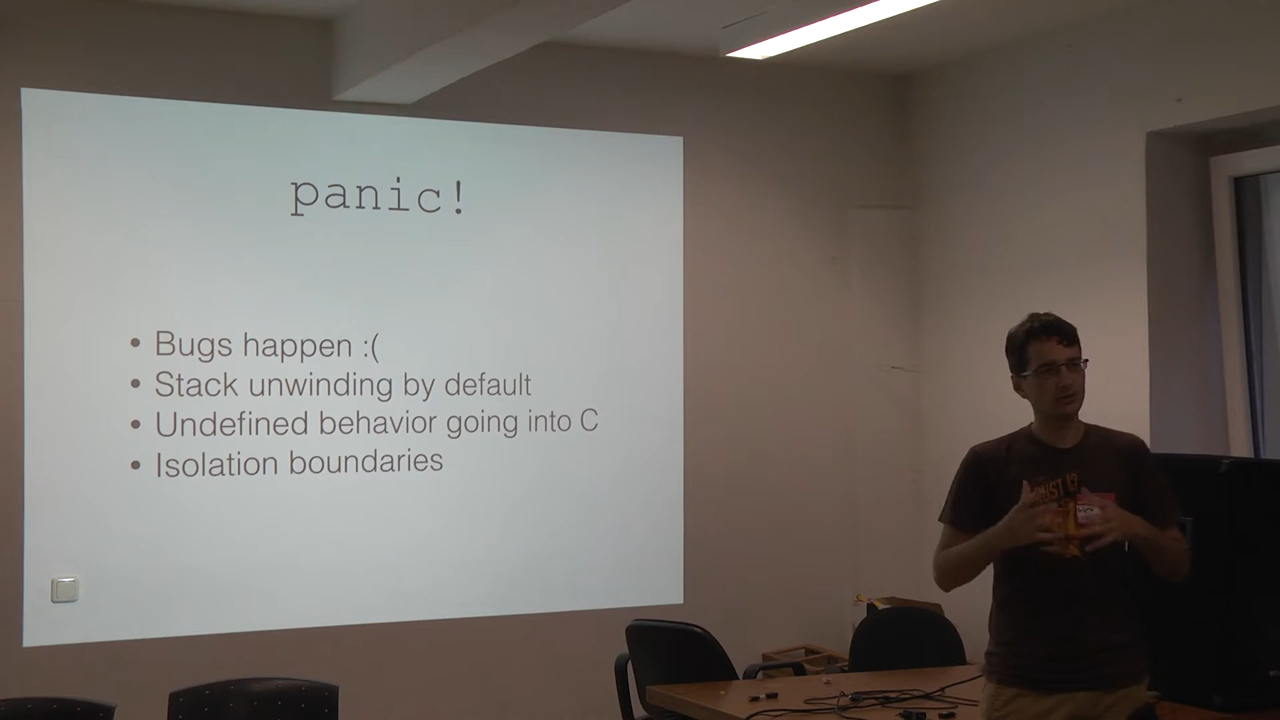 panic!
• Bugs happen :(
• Stack unwinding by default
• Undefined behavior going into C
• Isolation boundaries